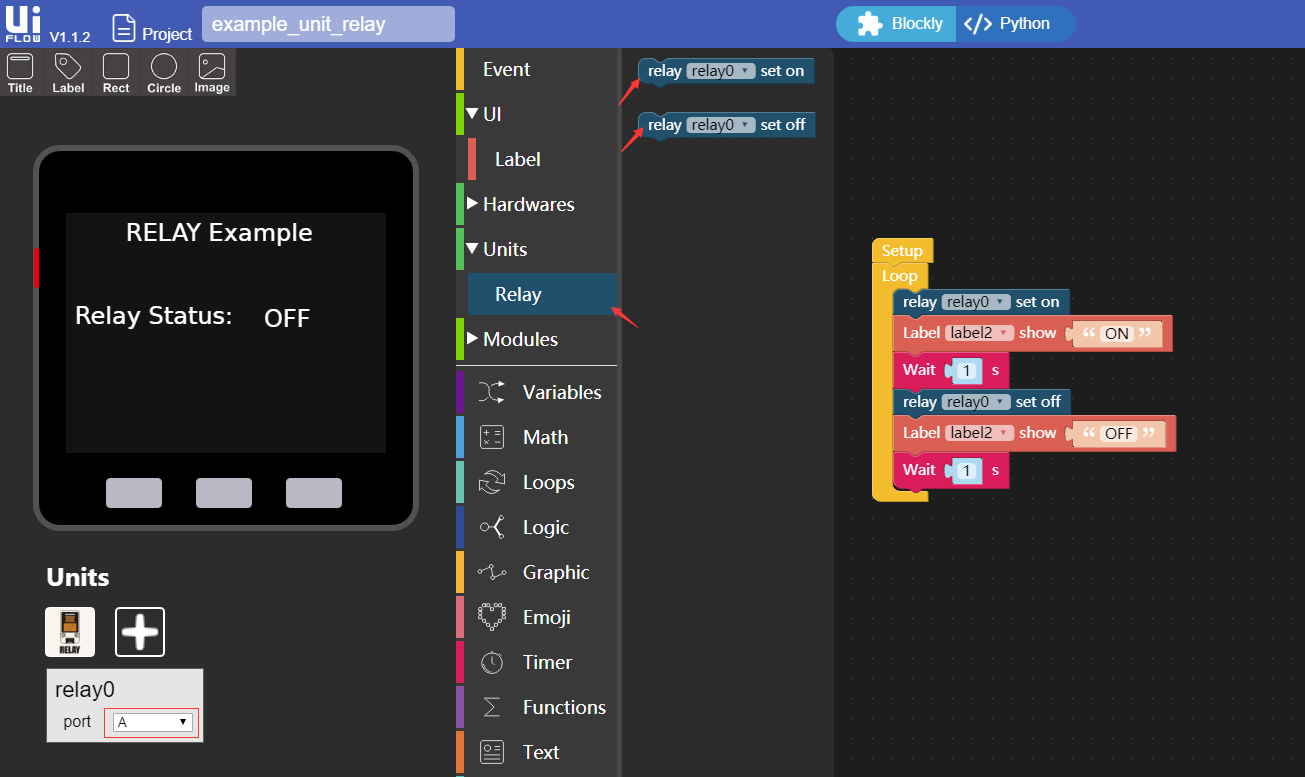 Ui
FLOW V1.1.2
Project
example_unit_relay
Blockly
</> Python
Title
Label
Rect
Circle
Image
RELAY Example
Relay Status: OFF
Units
RELAY
relay0
port A
Event
UI
Label
Hardwares
Units
Relay
Modules
Variables
Math
Loops
Logic
Graphic
Emoji
Timer
Functions
Text
relay relay0 set on
relay relay0 set off
Setup
Loop
relay relay0 set on
Label label2 show “ ON ”
Wait 1 s
relay relay0 set off
Label label2 show “ OFF ”
Wait 1 s